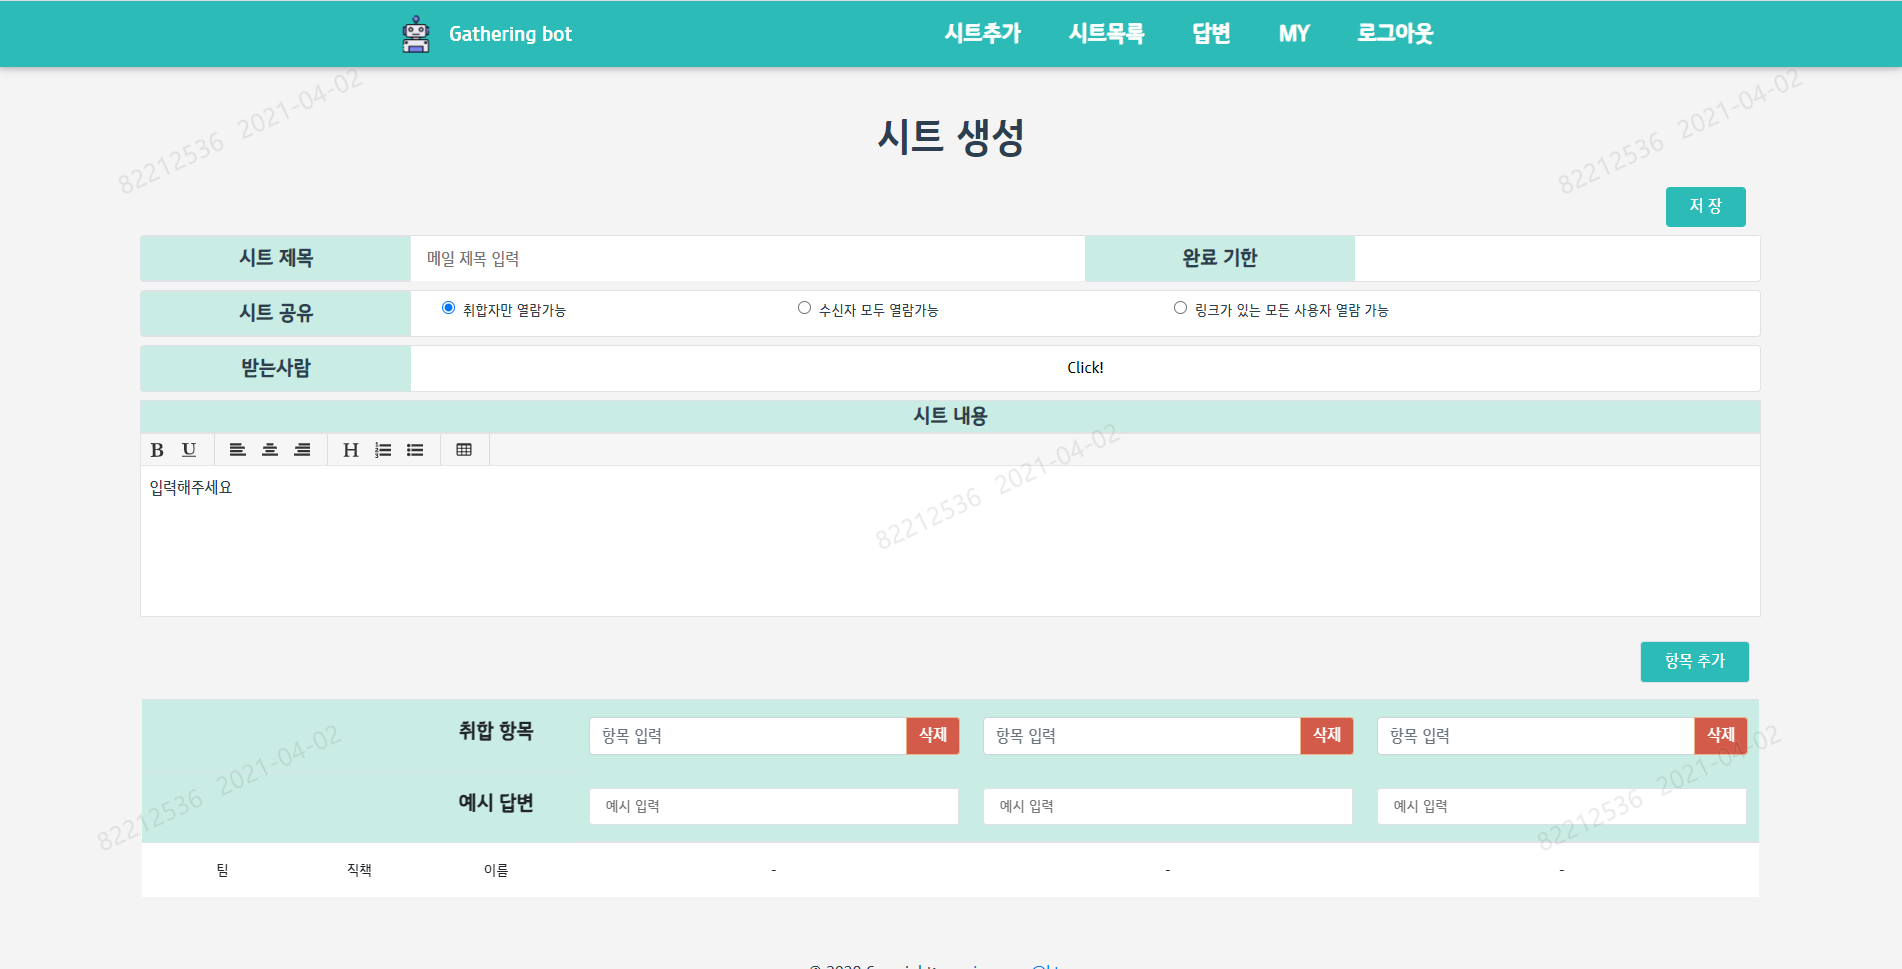 Gathering bot 시트추가 시트목록 답변 MY 로그아웃
82212536 2021-04-02
82212536 2021-04-02
시트 생성
저 장
시트 제목 메일 제목 입력 완료 기한
시트 공유 취합자만 열람가능 수신자 모두 열람가능 링크가 있는 모든 사용자 열람 가능
받는사람 Click!
시트 내용
B U H
입력해주세요
82212536 2021-04-02
항목 추가
취합 항목 항목 입력 삭제 항목 입력 삭제 항목 입력 삭제
82212536 2021-04-02
82212536 2021-04-02
예시 답변 예시 입력 예시 입력 예시 입력
팀 직책 이름 - - -